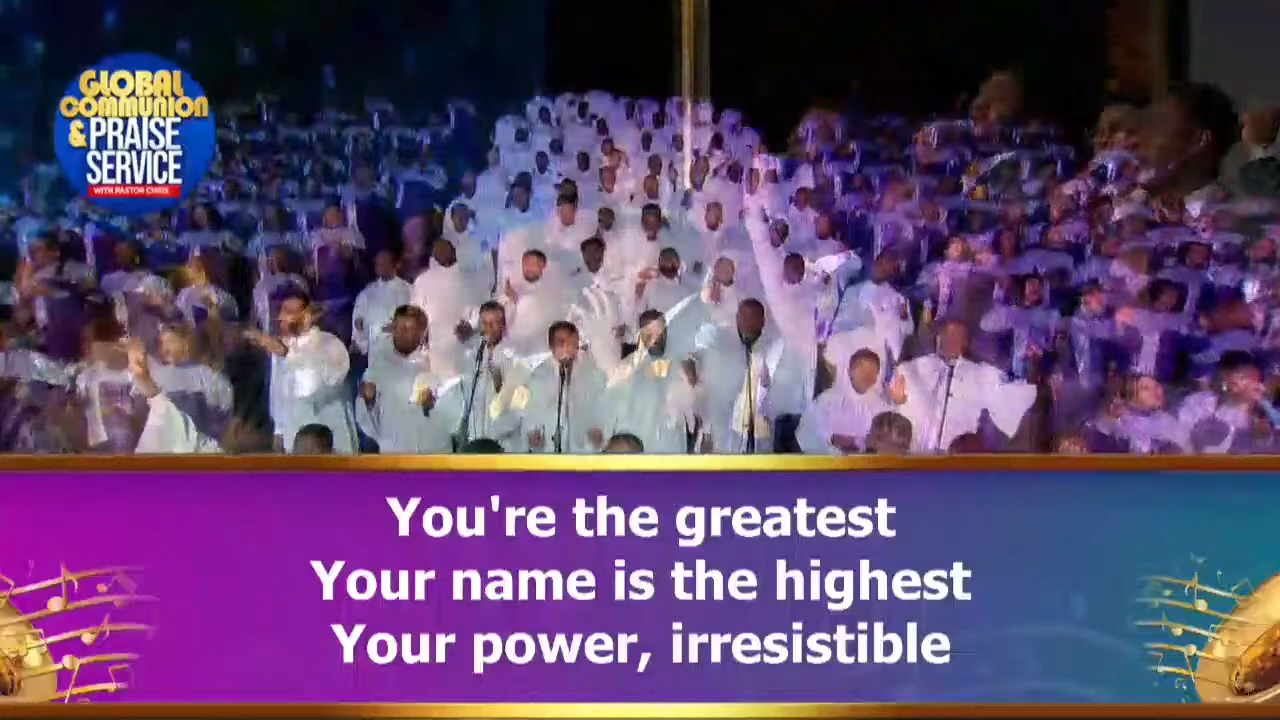 GLOBAL
COMMUNION
& PRAISE
SERVICE
WITH PASTOR CHRIS
You're the greatest
Your name is the highest
Your power, irresistible